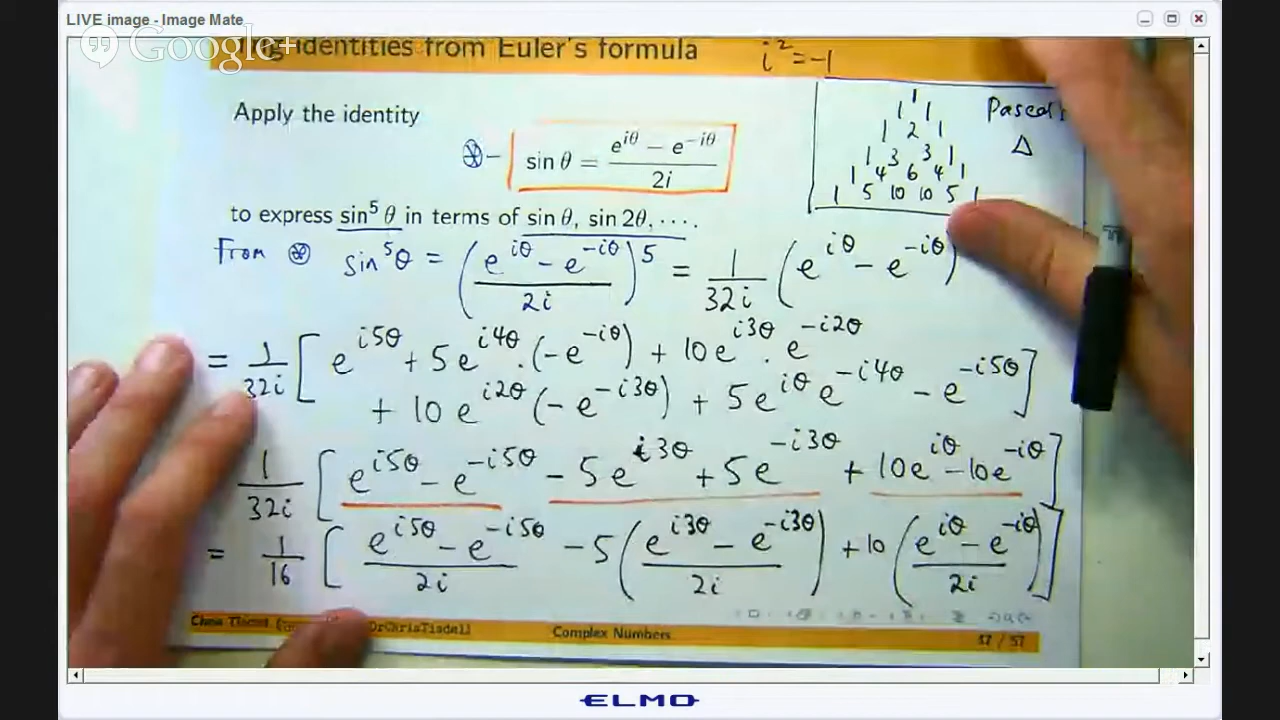 LIVE image - Image Mate
Google+
identities from Euler's formula
i² = -1
Apply the identity
⊛ – sin θ = (e^{iθ} − e^{−iθ}) / 2i
1
1 1
1 2 1
1 3 3 1
1 4 6 4 1
1 5 10 10 5 1
Δ
to express sin⁵ θ in terms of sin θ, sin 2θ, ⋯.
From ⊛ sin⁵θ = ((e^{iθ} − e^{−iθ}) / 2i)^5 = 1/32i (e^{iθ} − e^{−iθ})
= 1/32i [ e^{i5θ} + 5e^{i4θ} . (−e^{−iθ}) + 10e^{i3θ} . e^{−i2θ}
+ 10e^{i2θ} (−e^{−i3θ}) + 5e^{iθ} e^{−i4θ} − e^{−i5θ} ]
1/32i [ e^{i5θ} − e^{−i5θ} − 5e^{i3θ} + 5e^{−i3θ} + 10e^{iθ} − 10e^{−iθ} ]
= 1/16 [ (e^{i5θ} − e^{−i5θ}) / 2i − 5 ((e^{i3θ} − e^{−i3θ}) / 2i) + 10 ((e^{iθ} − e^{−iθ}) / 2i) ]
DrChrisTisdell Complex Numbers 57 / 57
ELMO